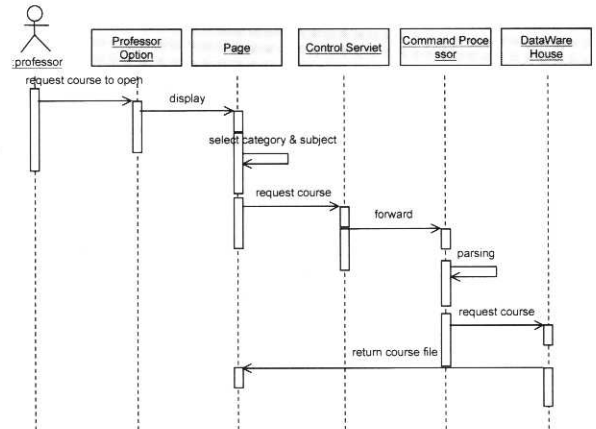 Professor
Option
Page
Control Servlet
Command Proce
ssor
DataWare
House
:professor
request course to open
display
select category & subject
request course
forward
parsing
request course
return course file